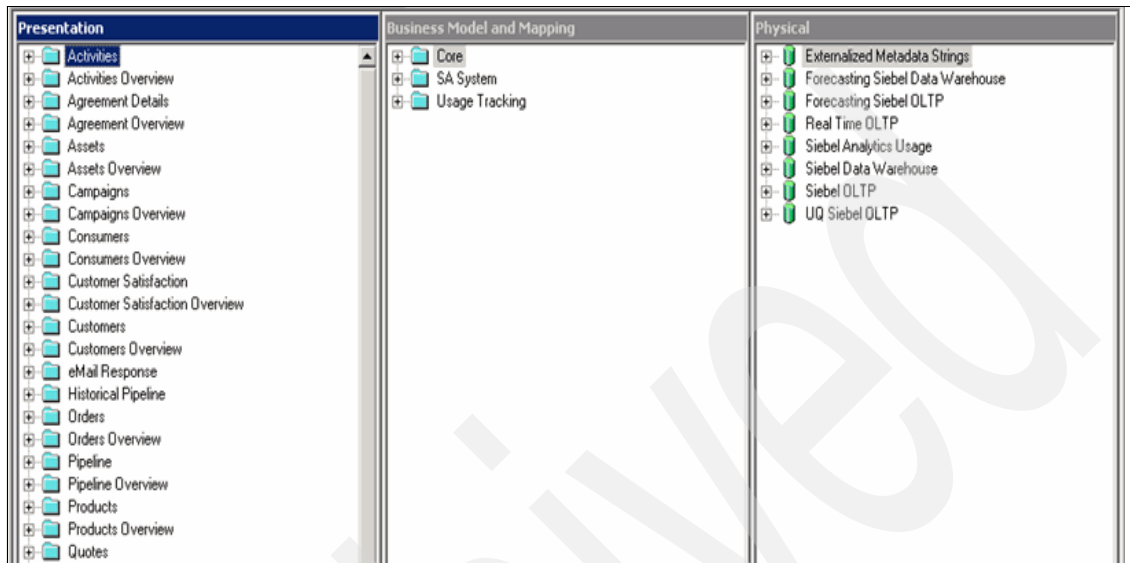 Presentation
Activities
Activities Overview
Agreement Details
Agreement Overview
Assets
Assets Overview
Campaigns
Campaigns Overview
Consumers
Consumers Overview
Customer Satisfaction
Customer Satisfaction Overview
Customers
Customers Overview
eMail Response
Historical Pipeline
Orders
Orders Overview
Pipeline
Pipeline Overview
Products
Products Overview
Quotes
Business Model and Mapping
Core
SA System
Usage Tracking
Physical
Externalized Metadata Strings
Forecasting Siebel Data Warehouse
Forecasting Siebel OLTP
Real Time OLTP
Siebel Analytics Usage
Siebel Data Warehouse
Siebel OLTP
UQ Siebel OLTP